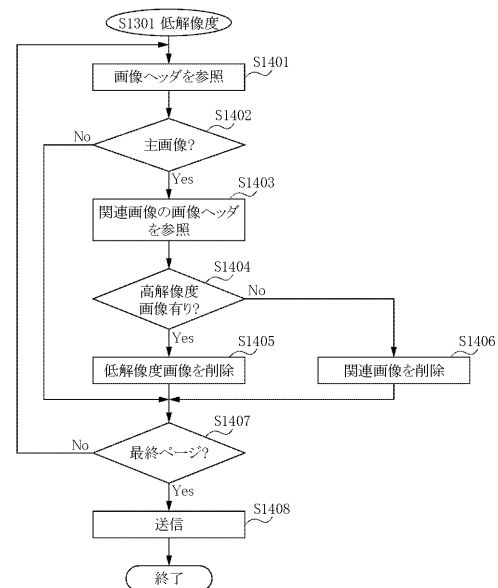 S1301 低解像度
S1401
画像ヘッダを参照
S1402
No
主画像?
Yes
S1403
関連画像の画像ヘッダ
を参照
S1404
高解像度
画像有り?
No
Yes
S1405
低解像度画像を削除
S1406
関連画像を削除
S1407
No
最終ページ?
Yes
S1408
送信
終了